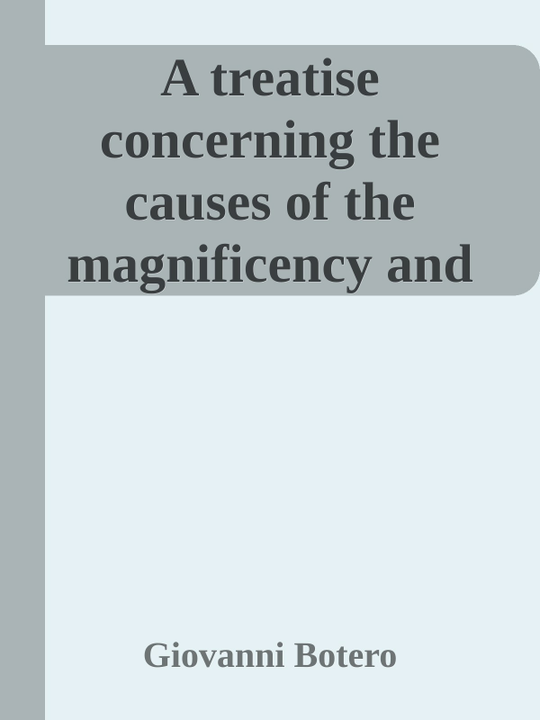 A treatise
concerning the
causes of the
magnificency and
Giovanni Botero